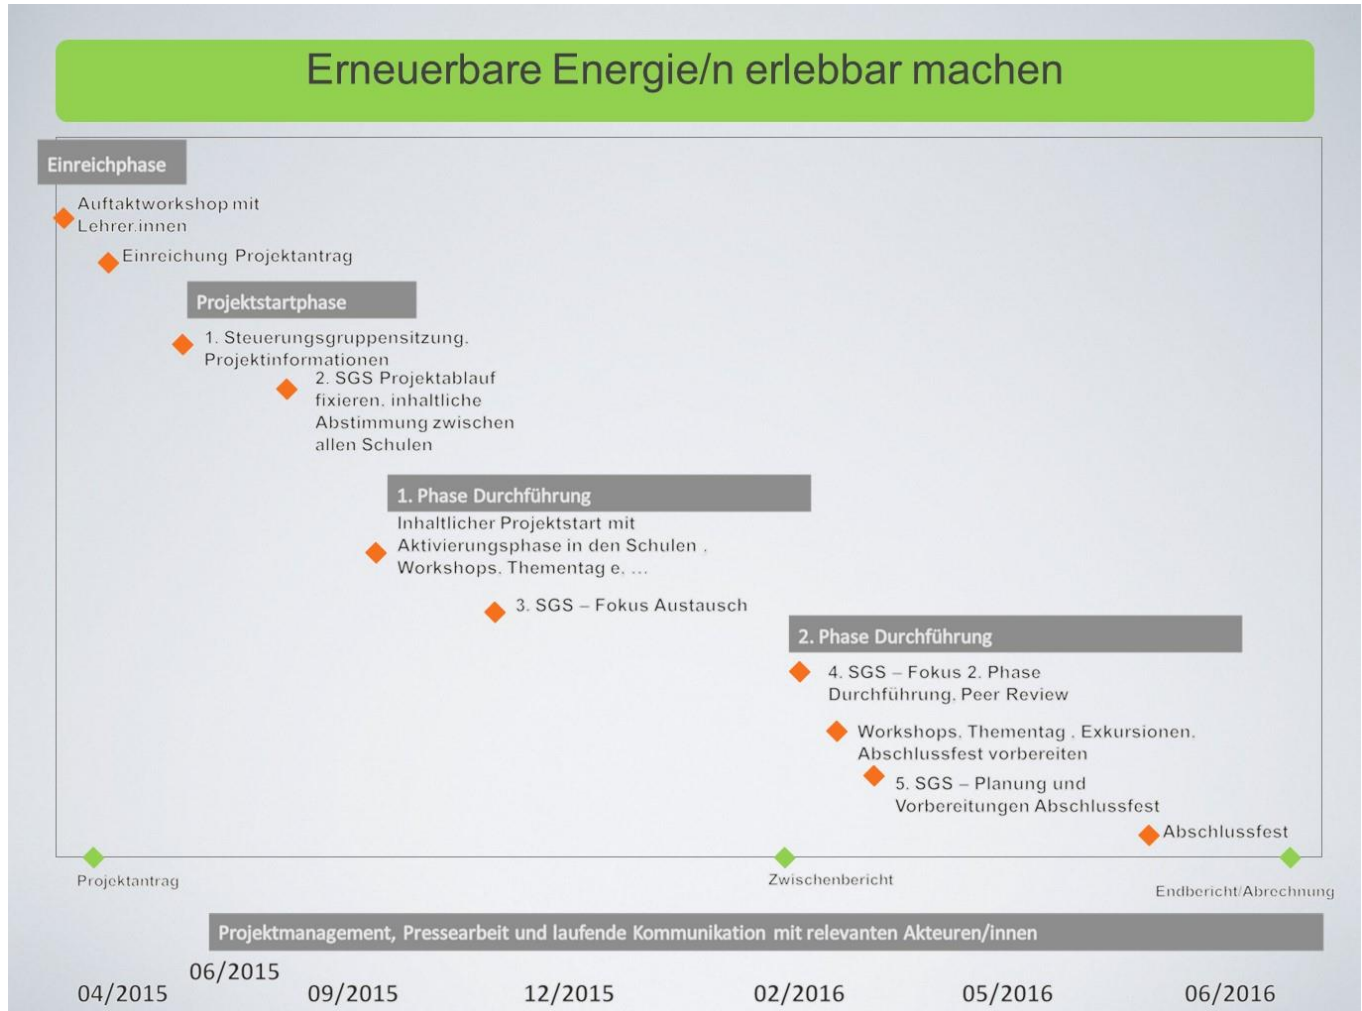 Erneuerbare Energie/n erlebbar machen
Einreichphase
Auftaktworkshop mit
Lehrer.innen
Einreichung Projektantrag
Projektstartphase
1. Steuerungsgruppensitzung.
Projektinformationen
2. SGS Projektablauf
fixieren. inhaltliche
Abstimmung zwischen
allen Schulen
1. Phase Durchführung
Inhaltlicher Projektstart mit
Aktivierungsphase in den Schulen .
Workshops. Thementag e. ...
3. SGS – Fokus Austausch
2. Phase Durchführung
4. SGS – Fokus 2. Phase
Durchführung. Peer Review
Workshops. Thementag . Exkursionen.
Abschlussfest vorbereiten
5. SGS – Planung und
Vorbereitungen Abschlussfest
Abschlussfest
Projektantrag
Zwischenbericht
Endbericht/Abrechnung
Projektmanagement, Pressearbeit und laufende Kommunikation mit relevanten Akteuren/innen
04/2015
06/2015
09/2015
12/2015
02/2016
05/2016
06/2016